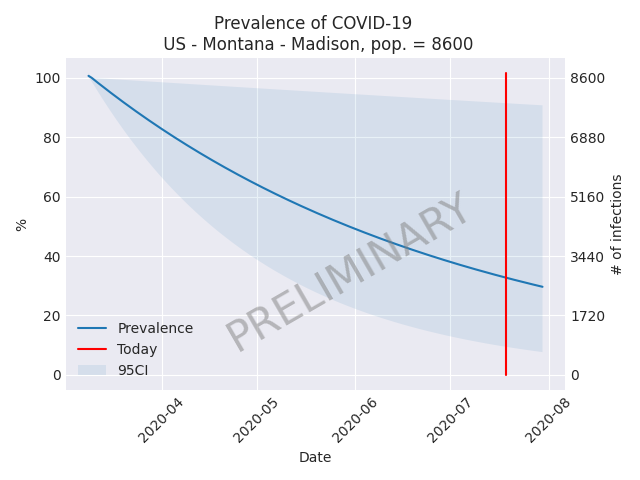 Prevalence of COVID-19
US - Montana - Madison, pop. = 8600
100
80
60
40
20
0
%
8600
6880
5160
3440
1720
0
# of infections
PRELIMINARY
Prevalence
Today
95CI
2020-04
2020-05
2020-06
2020-07
2020-08
Date